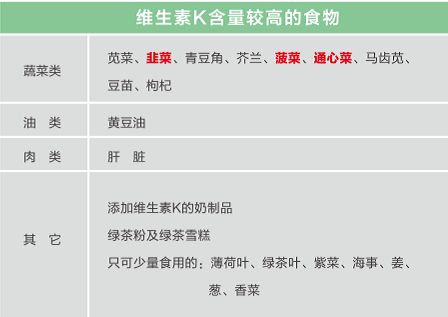 维生素K含量较高的食物
蔬菜类
苋菜、韭菜、青豆角、芥兰、菠菜、通心菜、马齿苋、
豆苗、枸杞
油 类
黄豆油
肉 类
肝 脏
其 它
添加维生素K的奶制品
绿茶粉及绿茶雪糕
只可少量食用的：薄荷叶、绿茶叶、紫菜、海事、姜、
葱、香菜